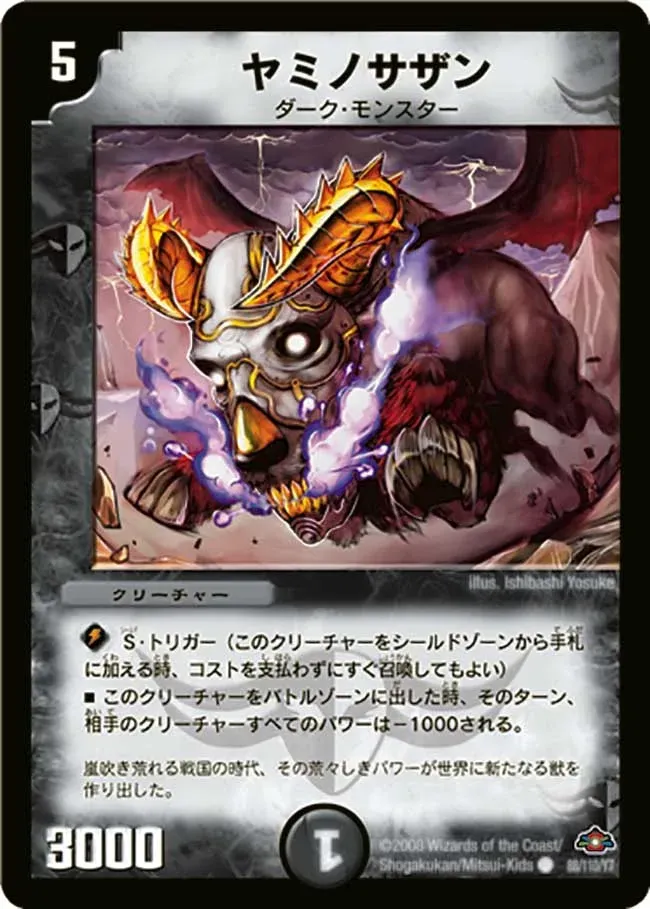 5
ヤミノサザン
ダーク・モンスター
illus. Ishibashi Yosuke
クリーチャー
S・トリガー（このクリーチャーをシールドゾーンから手札
に加える時、コストを支払わずにすぐ召喚してもよい）
■ このクリーチャーをバトルゾーンに出した時、そのターン、
相手のクリーチャーすべてのパワーは－1000される。
嵐吹き荒れる戦国の時代、その荒々しきパワーが世界に新たなる獣を
作り出した。
3000
1
©2008 Wizards of the Coast/
Shogakukan/Mitsui-Kids
88/110/Y7